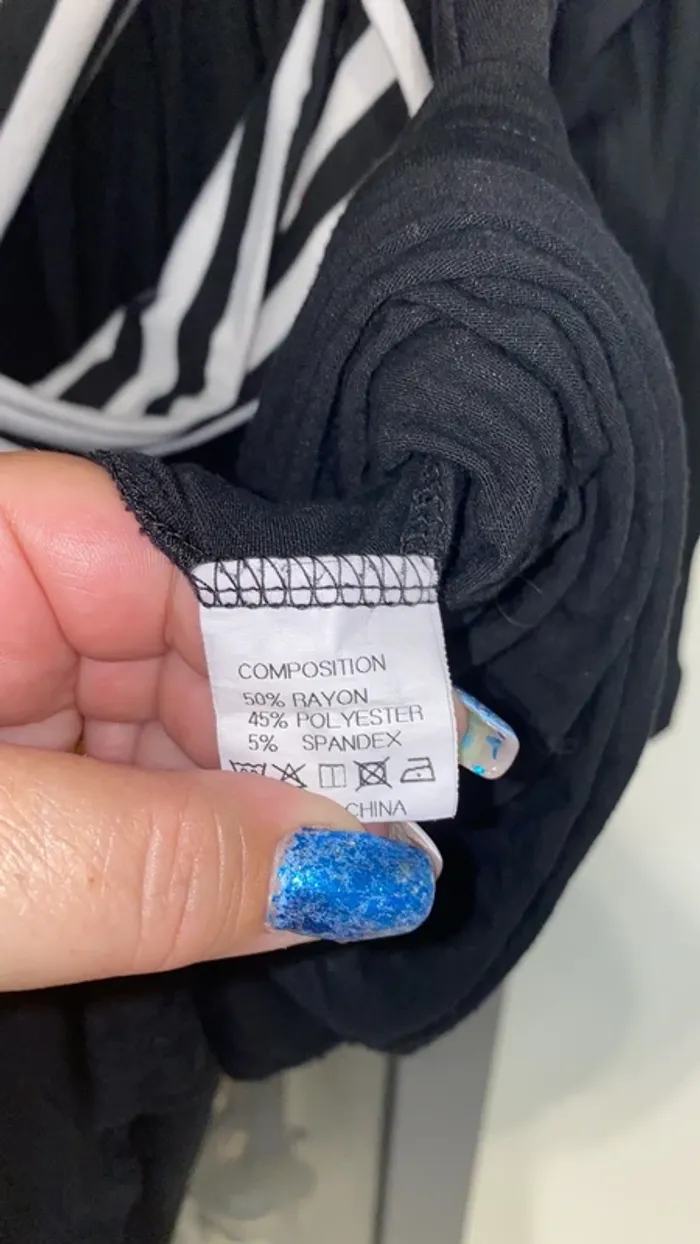 COMPOSITION
50% RAYON
45% POLYESTER
5% SPANDEX
CHINA